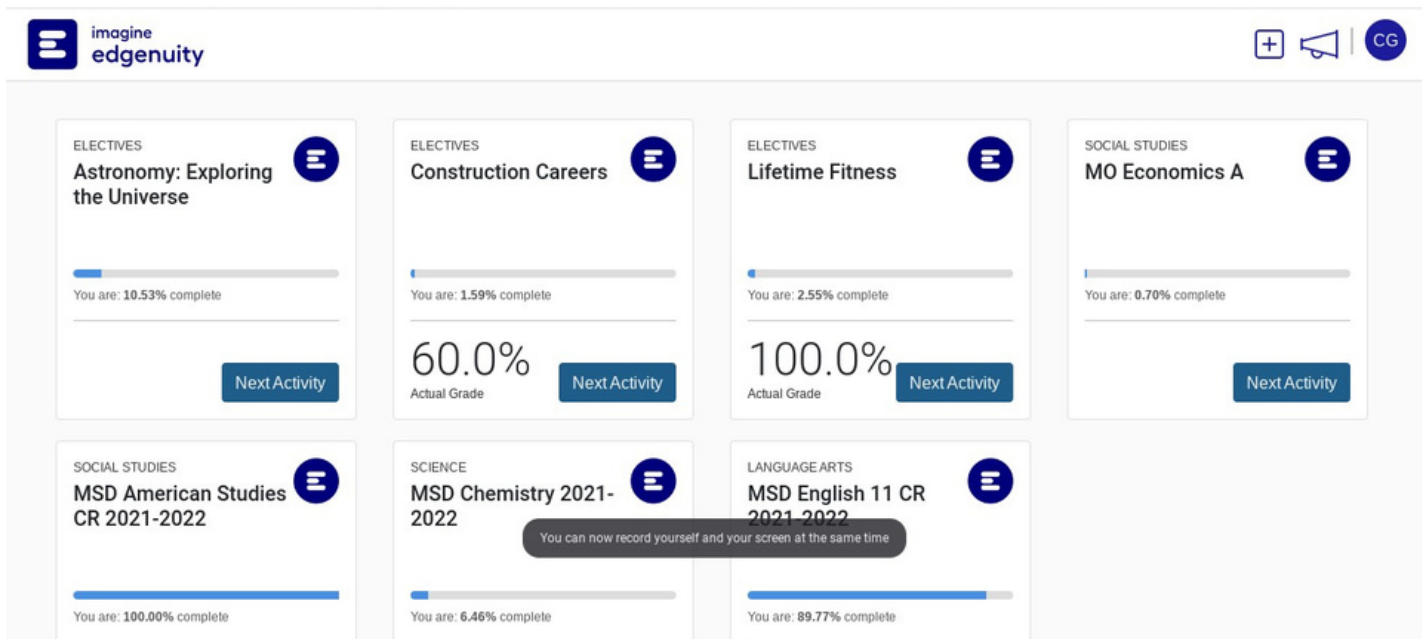 imagine
edgenuity
CG
ELECTIVES
Astronomy: Exploring
the Universe
You are: 10.53% complete
Next Activity
ELECTIVES
Construction Careers
You are: 1.59% complete
60.0%
Actual Grade
Next Activity
ELECTIVES
Lifetime Fitness
You are: 2.55% complete
100.0%
Actual Grade
Next Activity
SOCIAL STUDIES
MO Economics A
You are: 0.70% complete
Next Activity
SOCIAL STUDIES
MSD American Studies
CR 2021-2022
You are: 100.00% complete
SCIENCE
MSD Chemistry 2021-
2022
You are: 6.46% complete
LANGUAGE ARTS
MSD English 11 CR
2021-2022
You can now record yourself and your screen at the same time
You are: 89.77% complete